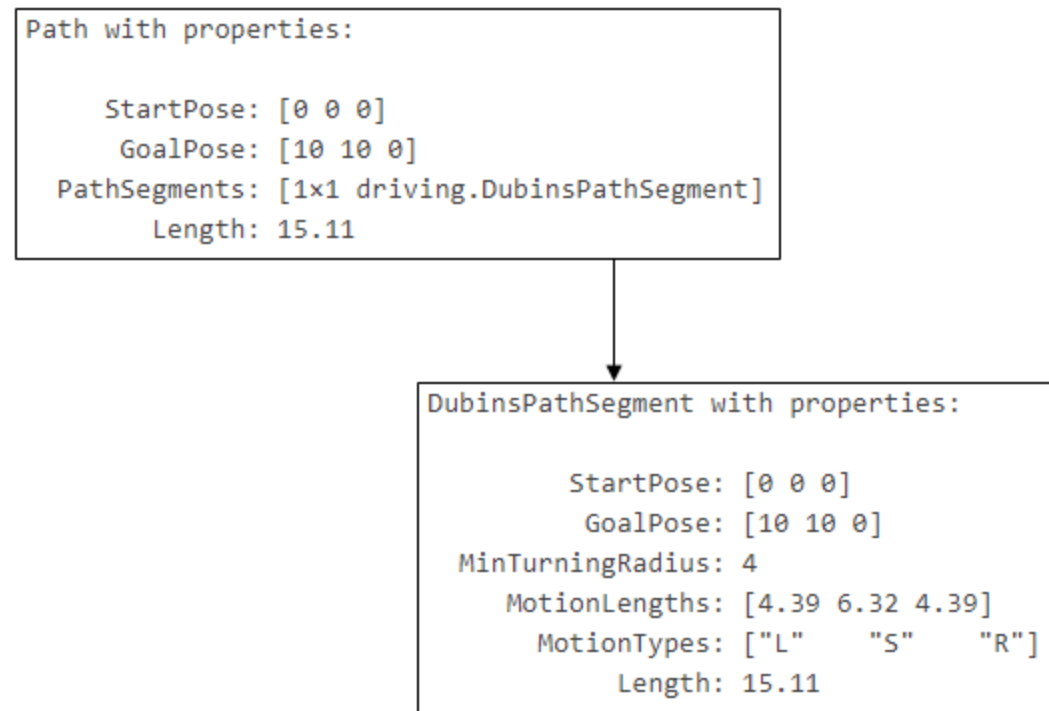 Path with properties:
StartPose: [0 0 0]
GoalPose: [10 10 0]
PathSegments: [1×1 driving.DubinsPathSegment]
Length: 15.11
DubinsPathSegment with properties:
StartPose: [0 0 0]
GoalPose: [10 10 0]
MinTurningRadius: 4
MotionLengths: [4.39 6.32 4.39]
MotionTypes: ["L" "S" "R"]
Length: 15.11